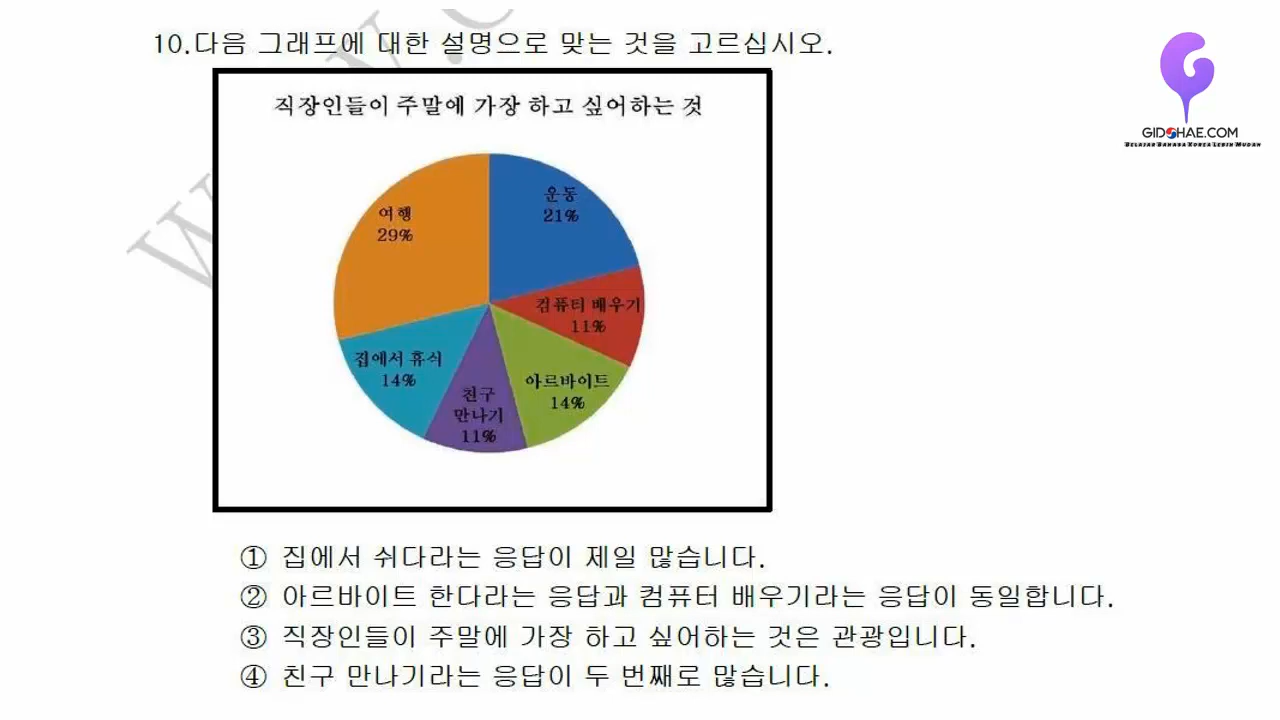 10.다음 그래프에 대한 설명으로 맞는 것을 고르십시오.
GIDOHAE.COM
BELAJAR BAHASA KOREA LEBIH MUDAH
직장인들이 주말에 가장 하고 싶어하는 것
운동
21%
여행
29%
컴퓨터 배우기
11%
집에서 휴식
14%
아르바이트
14%
친구
만나기
11%
① 집에서 쉬다라는 응답이 제일 많습니다.
② 아르바이트 한다라는 응답과 컴퓨터 배우기라는 응답이 동일합니다.
③ 직장인들이 주말에 가장 하고 싶어하는 것은 관광입니다.
④ 친구 만나기라는 응답이 두 번째로 많습니다.